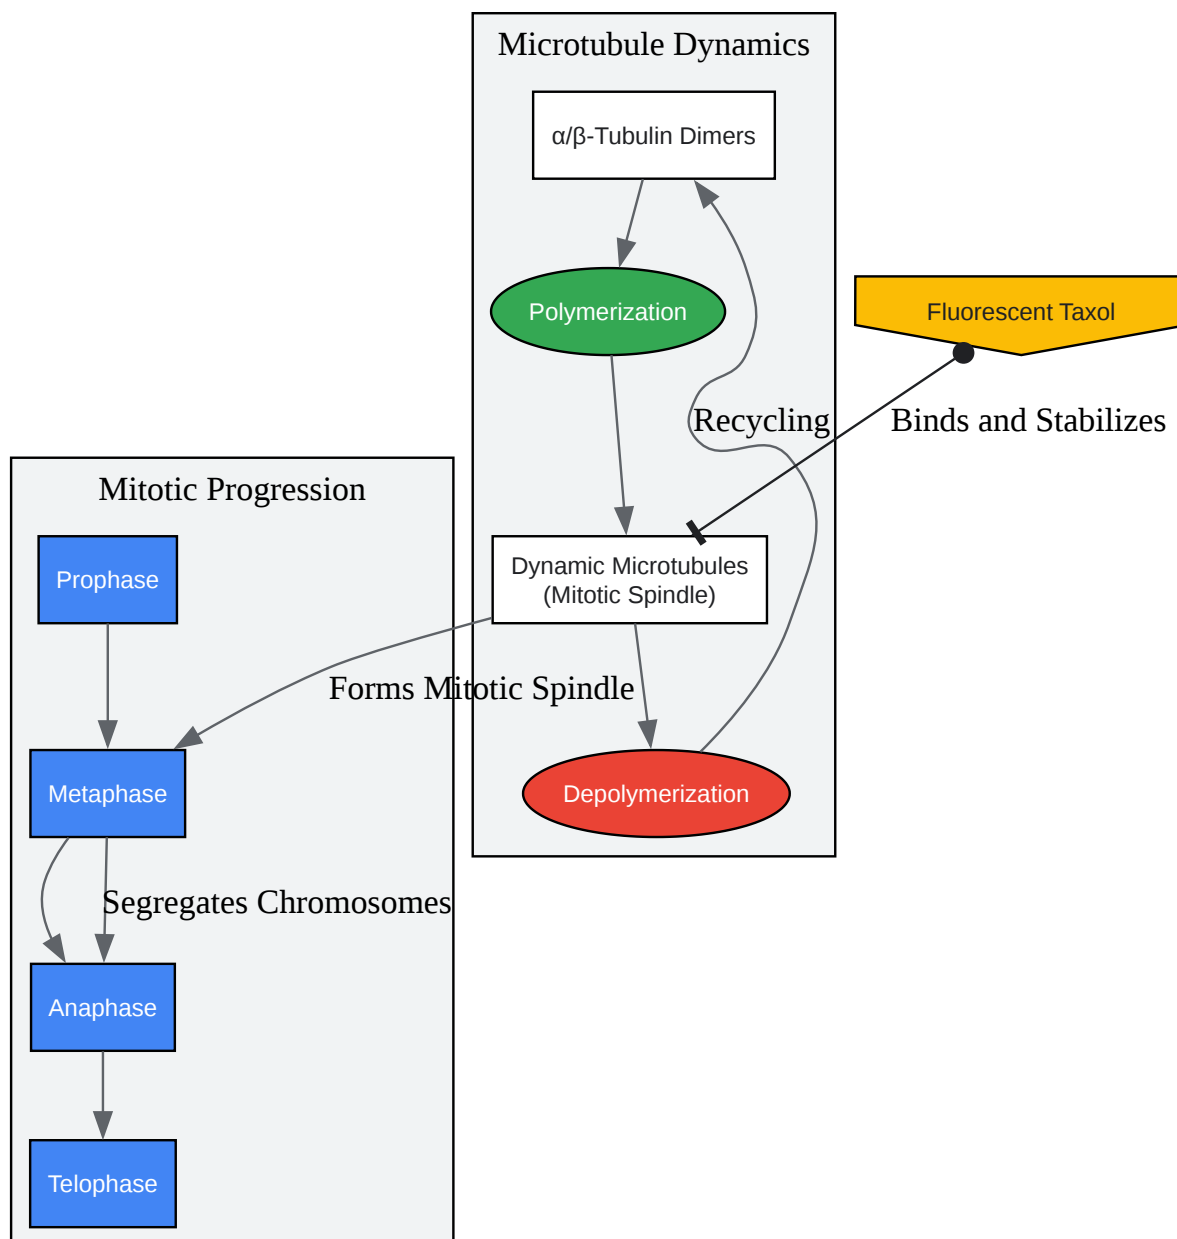 Microtubule Dynamics
α/β-Tubulin Dimers
Polymerization
Fluorescent Taxol
Recycling
Binds and Stabilizes
Mitotic Progression
Prophase
Dynamic Microtubules
(Mitotic Spindle)
Forms Mitotic Spindle
Metaphase
Depolymerization
Segregates Chromosomes
Anaphase
Telophase